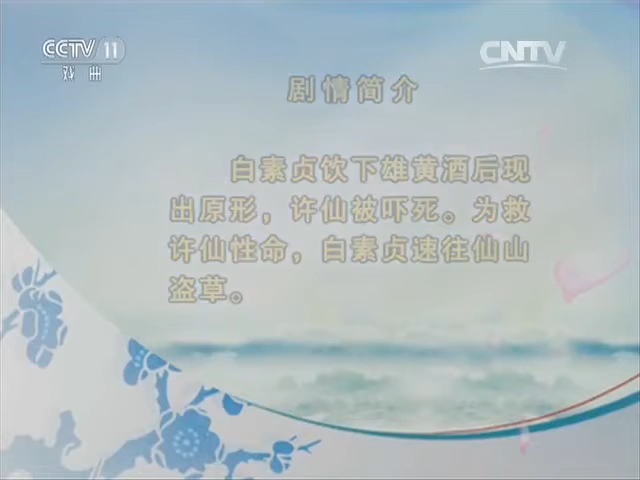 CCTV 11
戏曲
CNTV
剧情简介
白素贞饮下雄黄酒后现
出原形，许仙被吓死。为救
许仙性命，白素贞速往仙山
盗草。